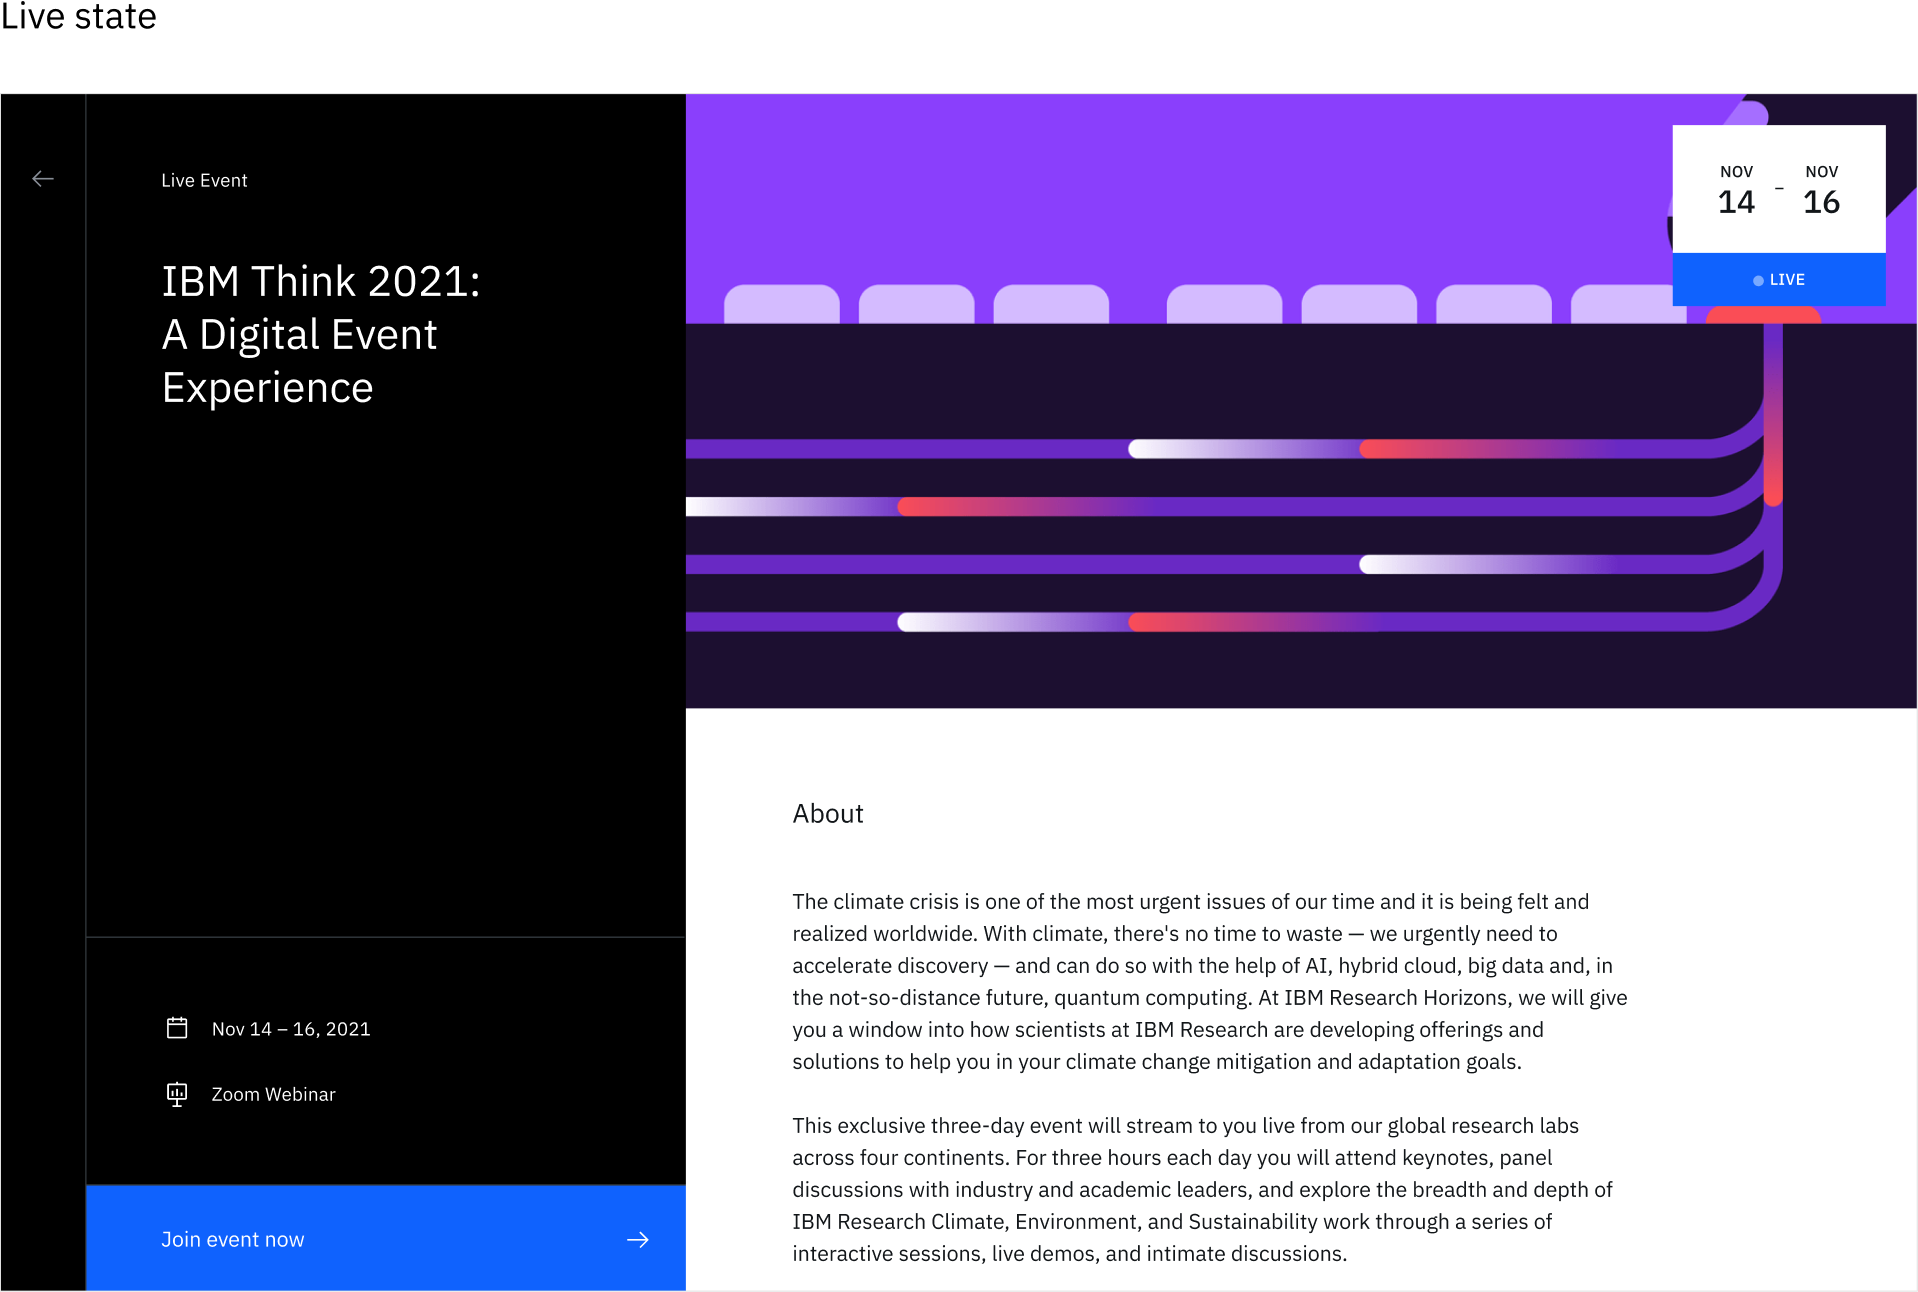 Live state
Live Event
IBM Think 2021:
A Digital Event
Experience
Nov 14 – 16, 2021
Zoom Webinar
Join event now
NOV – NOV
14 16
LIVE
About
The climate crisis is one of the most urgent issues of our time and it is being felt and
realized worldwide. With climate, there's no time to waste — we urgently need to
accelerate discovery — and can do so with the help of AI, hybrid cloud, big data and, in
the not-so-distance future, quantum computing. At IBM Research Horizons, we will give
you a window into how scientists at IBM Research are developing offerings and
solutions to help you in your climate change mitigation and adaptation goals.
This exclusive three-day event will stream to you live from our global research labs
across four continents. For three hours each day you will attend keynotes, panel
discussions with industry and academic leaders, and explore the breadth and depth of
IBM Research Climate, Environment, and Sustainability work through a series of
interactive sessions, live demos, and intimate discussions.